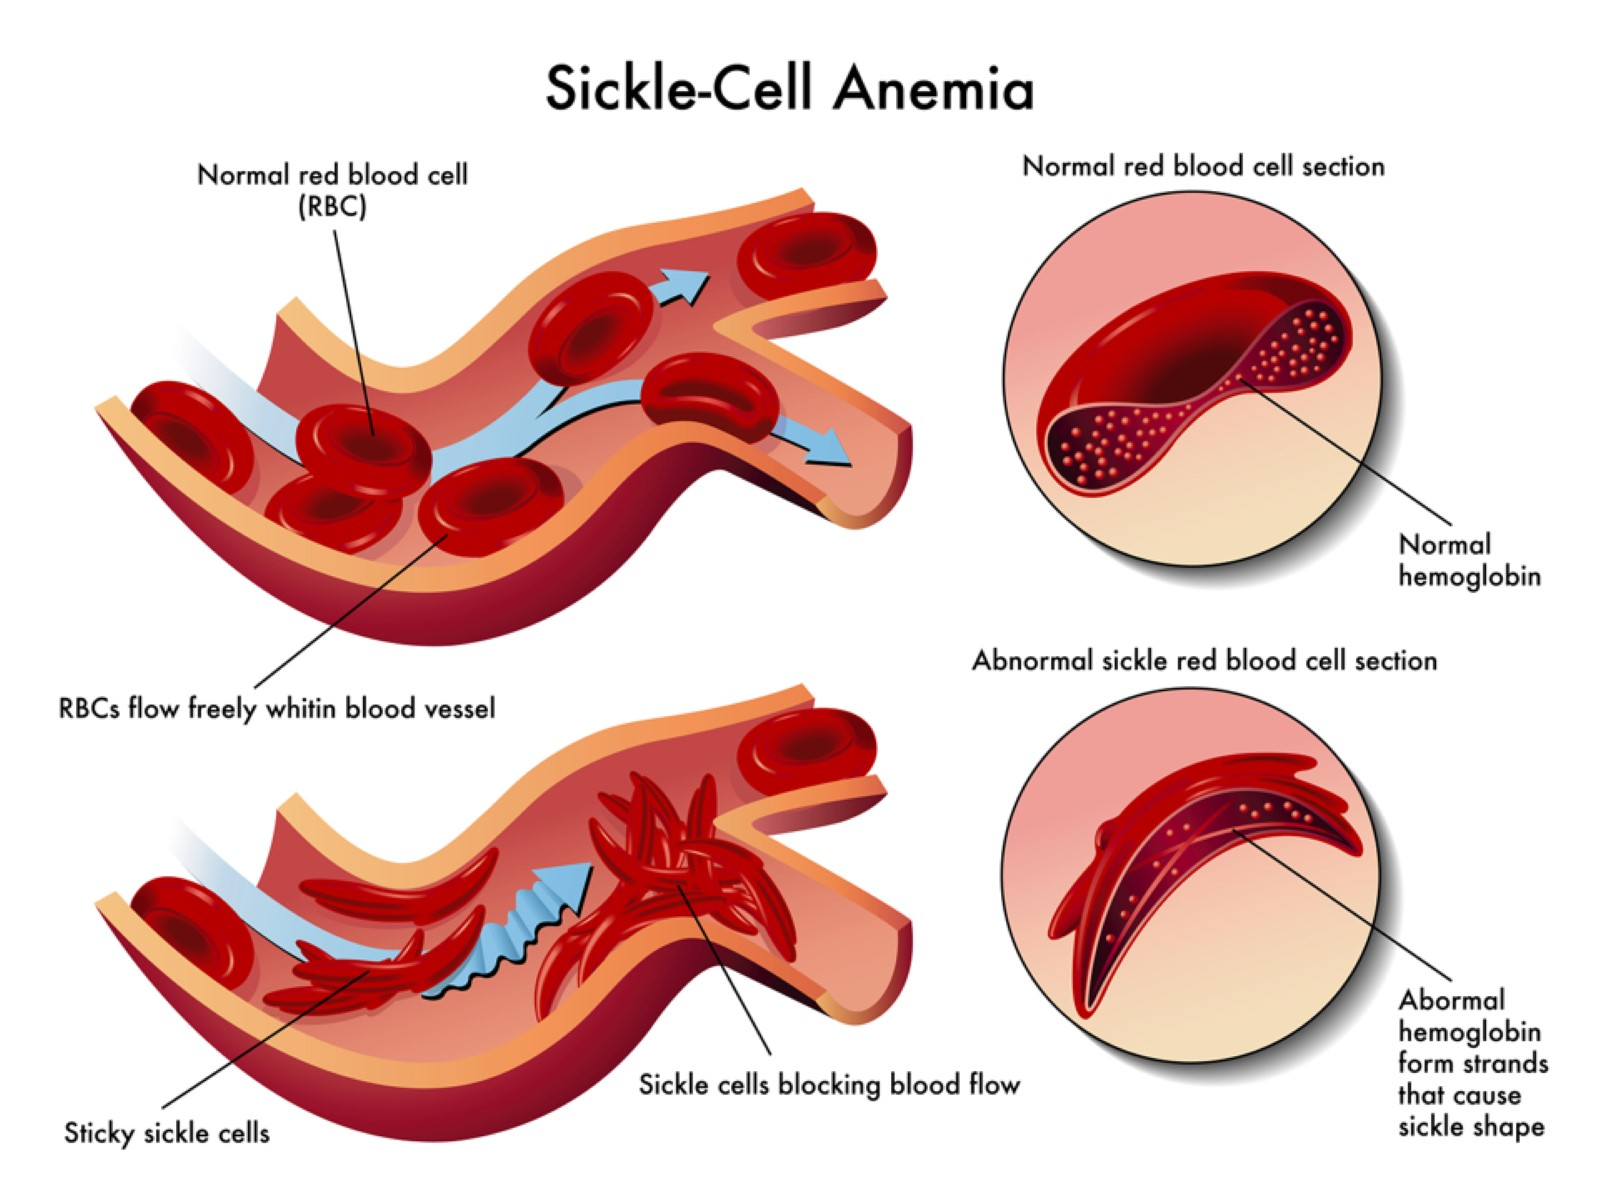 Sickle-Cell Anemia
Normal red blood cell
(RBC)
Normal red blood cell section
Normal
hemoglobin
RBCs flow freely whitin blood vessel
Abnormal sickle red blood cell section
Abormal
hemoglobin
form strands
that cause
sickle shape
Sickle cells blocking blood flow
Sticky sickle cells